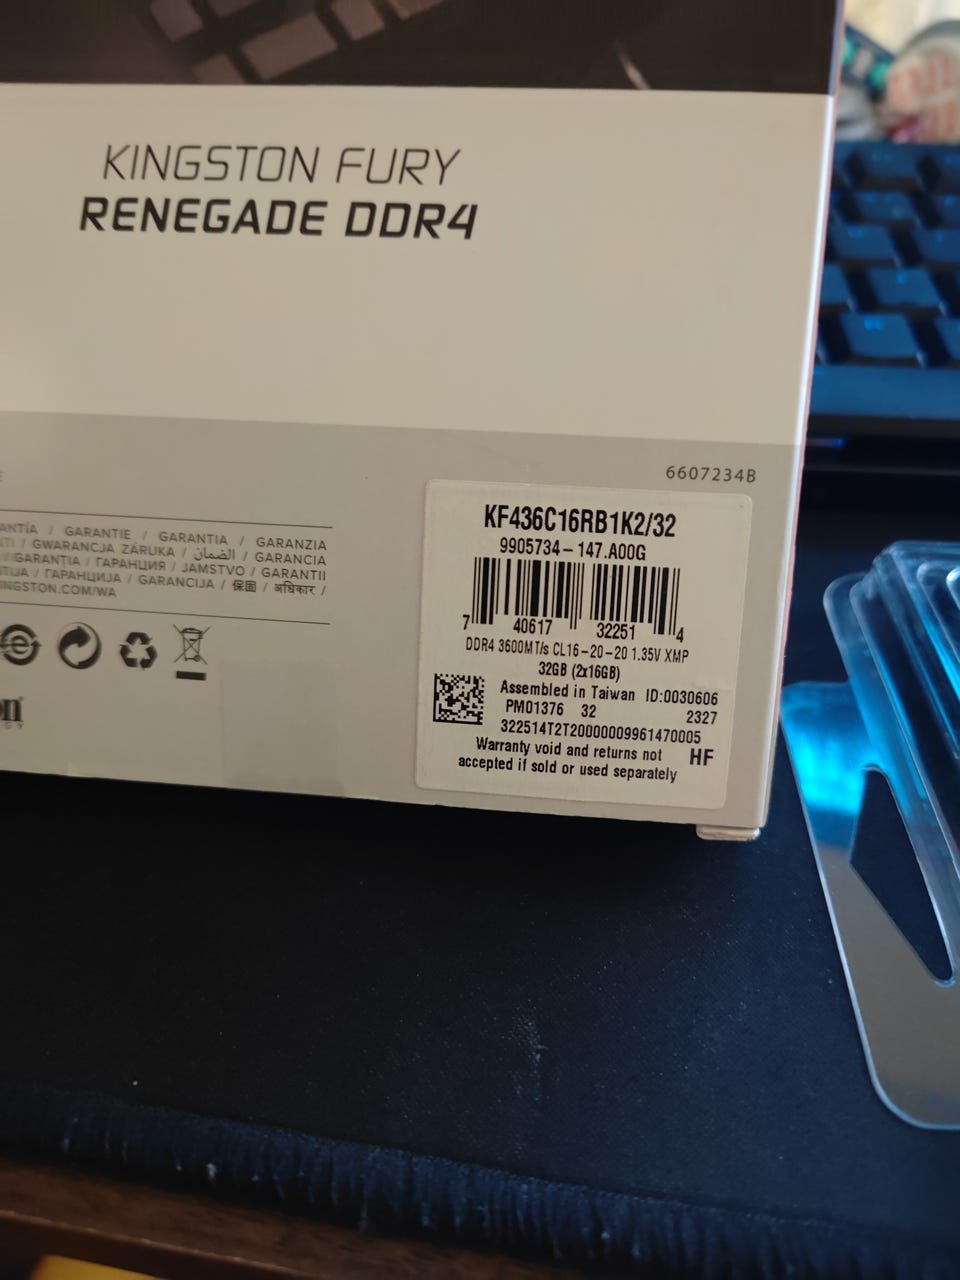 KINGSTON FURY
RENEGADE DDR4
6607234B
ANTÍA / GARANTIE / GARANTIA / GARANZIA
TI / GWARANCJA ZÁRUKA / الضمان / GARANCIA
GARANȚIA / ГАРАНЦИЯ / JAMSTVO / GARANTII
TIJA / ГАРАНЦИЈА / GARANCIJA / 保固 / अधिकार /
INGSTON.COM/WA
KF436C16RB1K2/32
9905734-147.A00G
7 40617 32251 4
DDR4 3600MT/s CL16-20-20 1.35V XMP
32GB (2x16GB)
Assembled in Taiwan ID:0030606
PM01376 32 2327
322514T2T20000009961470005
Warranty void and returns not HF
accepted if sold or used separately